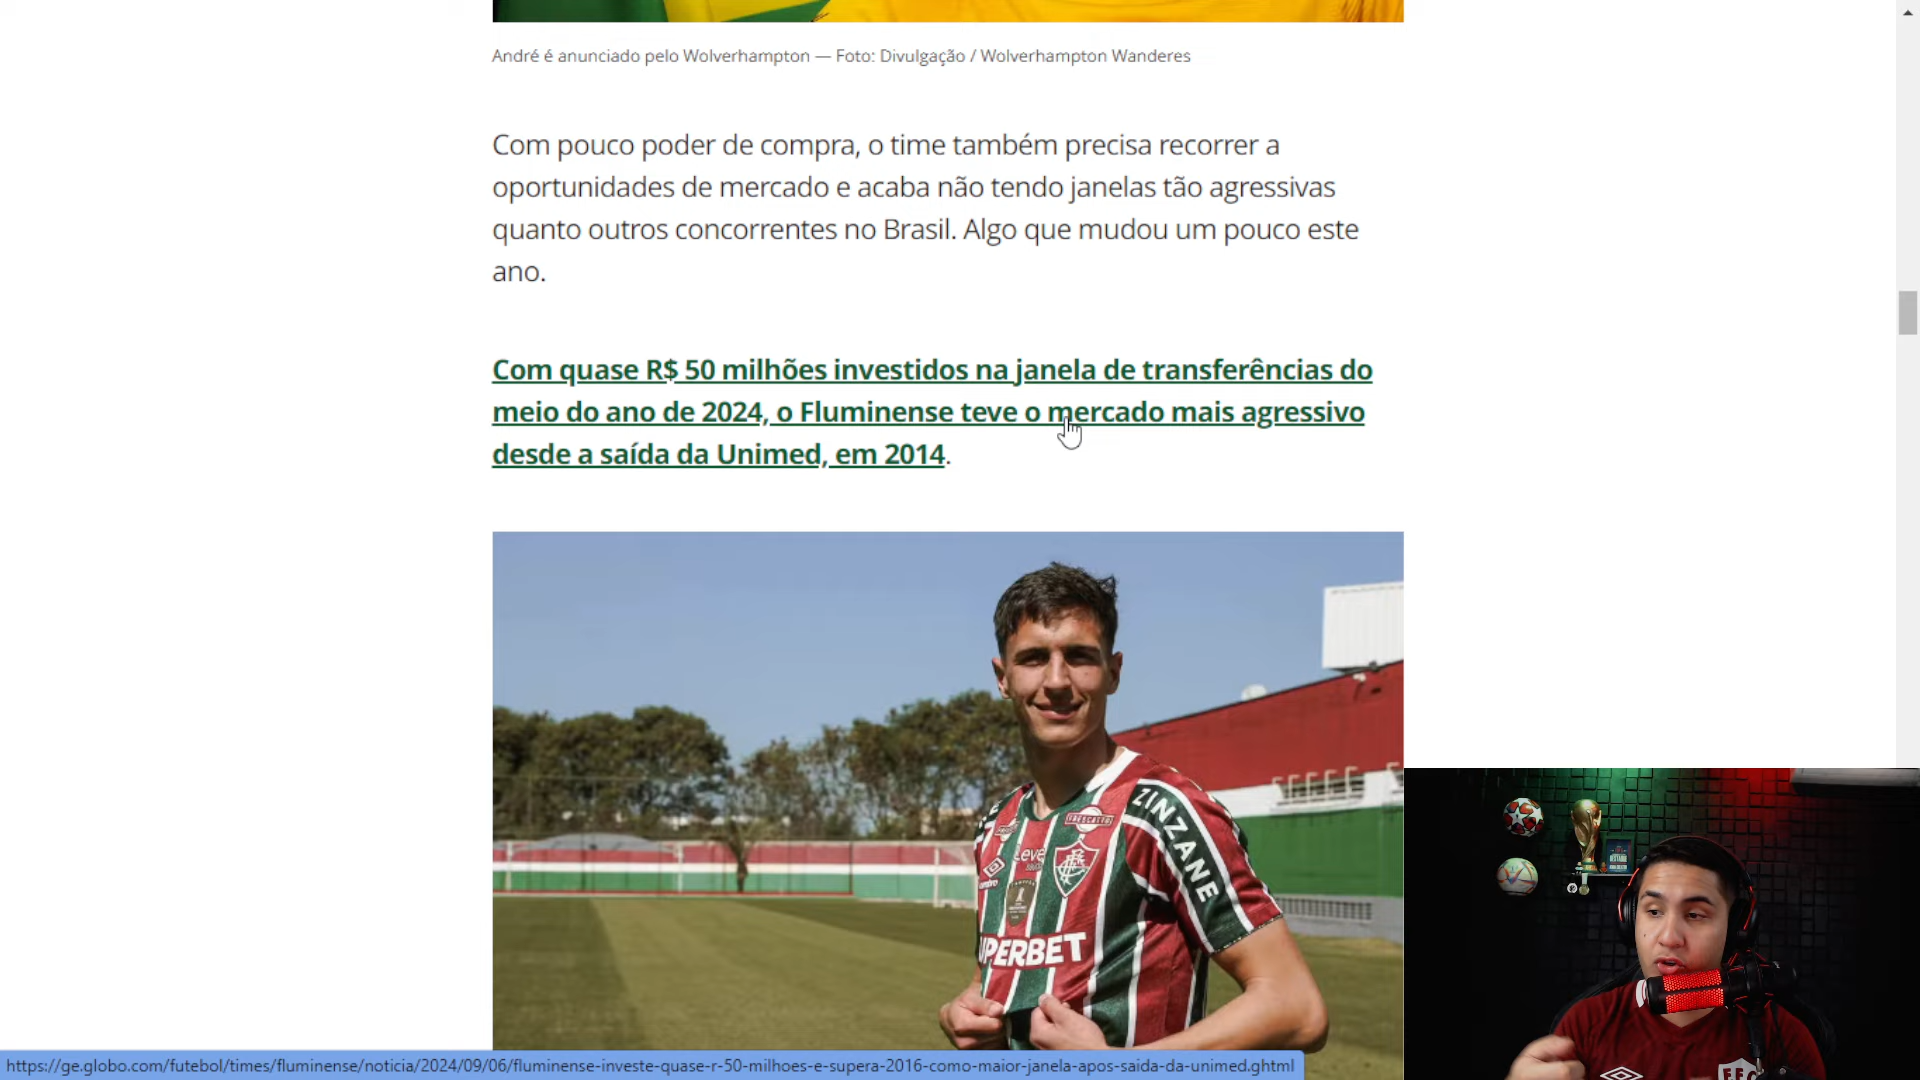 André é anunciado pelo Wolverhampton — Foto: Divulgação / Wolverhampton Wanderes
Com pouco poder de compra, o time também precisa recorrer a
oportunidades de mercado e acaba não tendo janelas tão agressivas
quanto outros concorrentes no Brasil. Algo que mudou um pouco este
ano.
Com quase R$ 50 milhões investidos na janela de transferências do
meio do ano de 2024, o Fluminense teve o mercado mais agressivo
desde a saída da Unimed, em 2014.
ZINZANE
FRESCATTO
UPERBET
https://ge.globo.com/futebol/times/fluminense/noticia/2024/09/06/fluminense-investe-quase-r-50-milhoes-e-supera-2016-como-maior-janela-apos-saida-da-unimed.ghtml